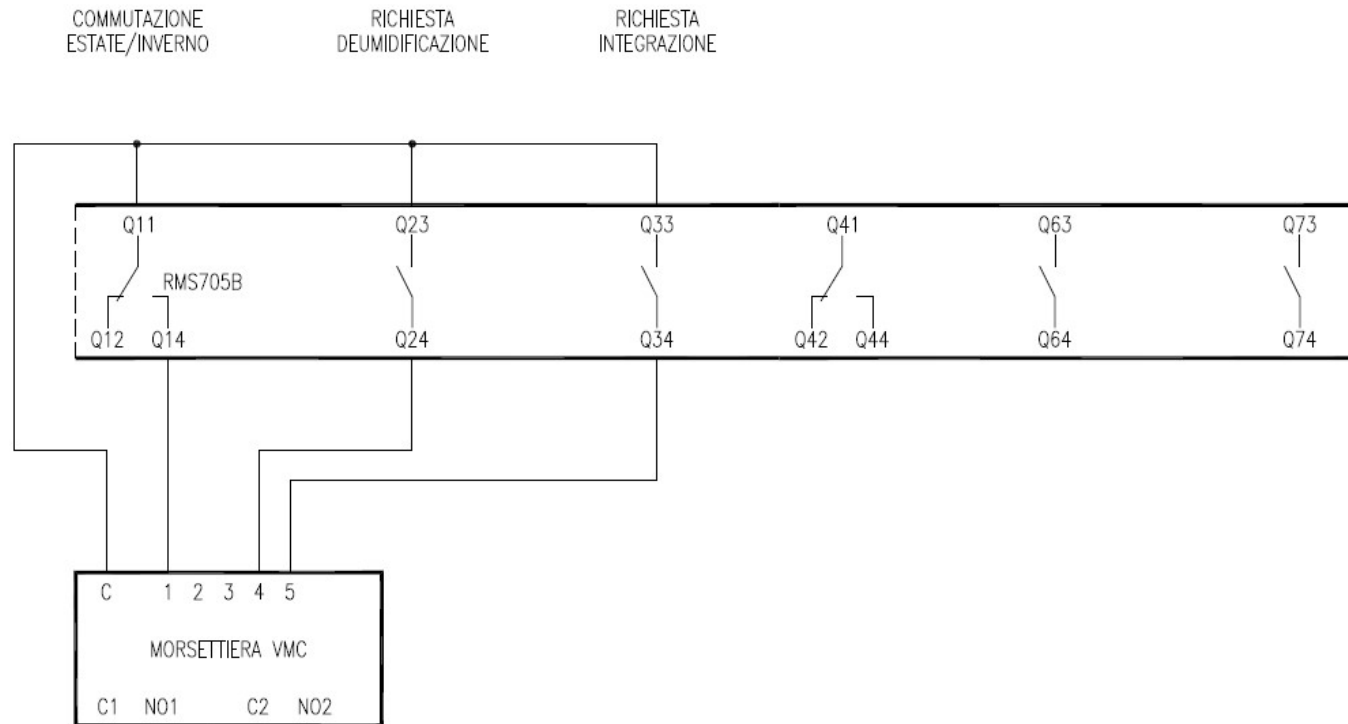 COMMUTAZIONE
ESTATE/INVERNO
RICHIESTA
DEUMIDIFICAZIONE
RICHIESTA
INTEGRAZIONE
Q11 Q23 Q33 Q41 Q63 Q73
RMS705B
Q12 Q14 Q24 Q34 Q42 Q44 Q64 Q74
C 1 2 3 4 5
MORSETTIERA VMC
C1 NO1 C2 NO2